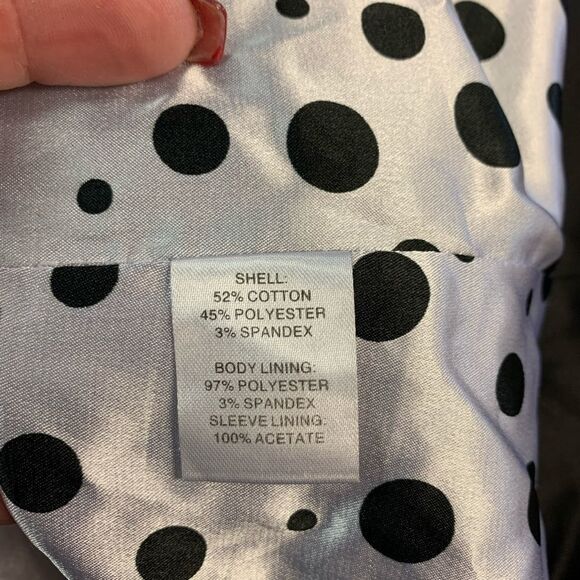 SHELL:
52% COTTON
45% POLYESTER
3% SPANDEX
BODY LINING:
97% POLYESTER
3% SPANDEX
SLEEVE LINING:
100% ACETATE